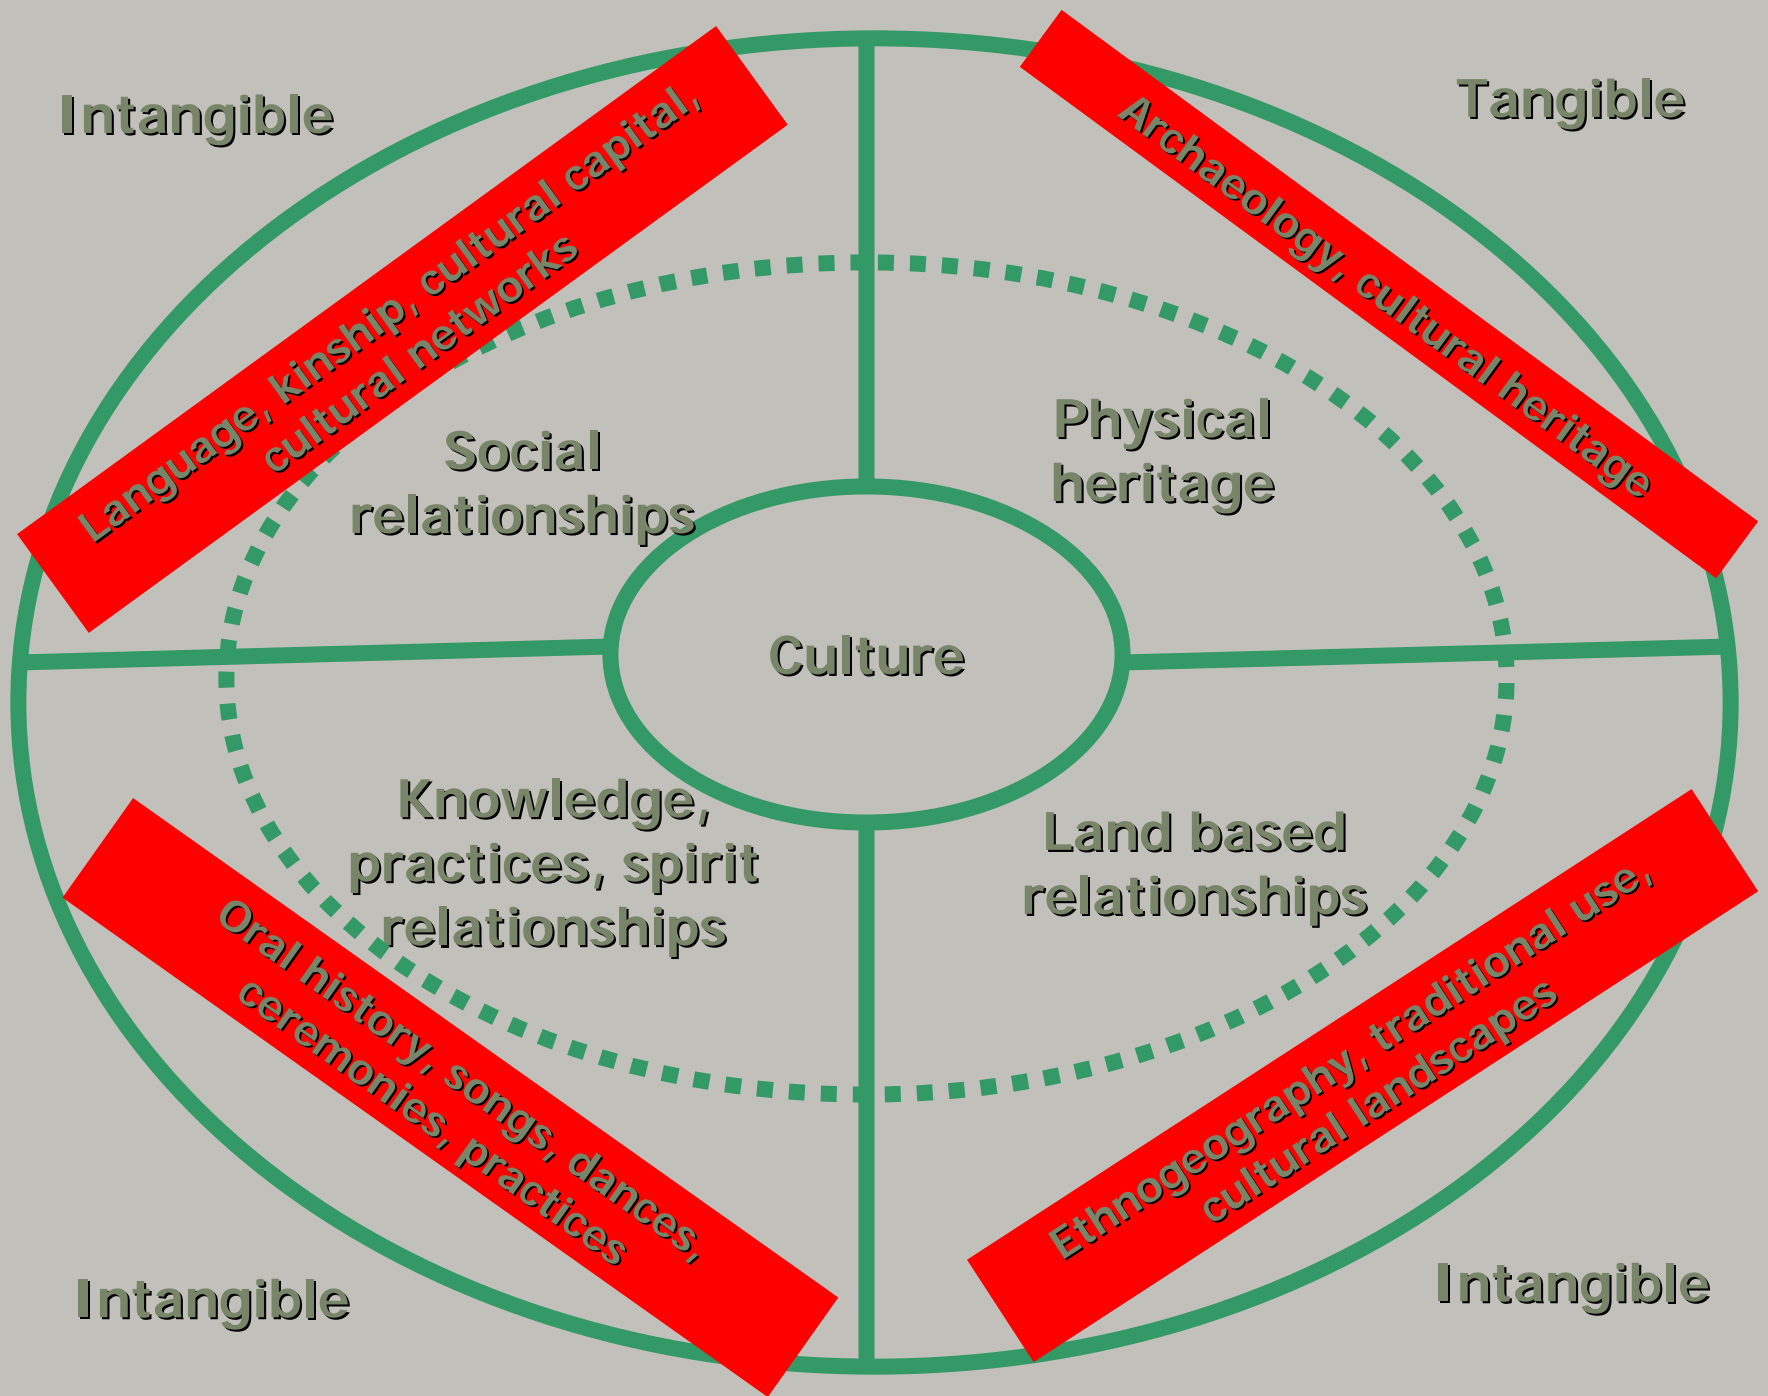 Intangible
Tangible
Language, kinship, cultural capital,
cultural networks
Archaeology, cultural heritage
Social
relationships
Physical
heritage
Culture
Knowledge,
practices, spirit
relationships
Land based
relationships
Oral history, songs, dances,
ceremonies, practices
Ethnogeography, traditional use,
cultural landscapes
Intangible
Intangible